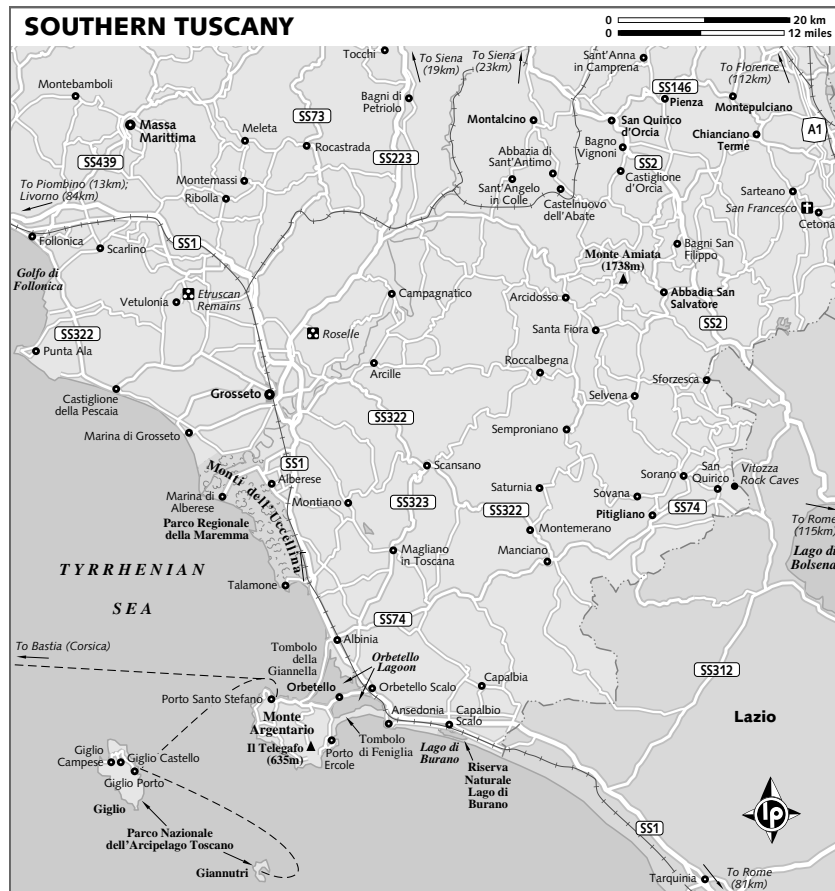 SOUTHERN TUSCANY
0 20 km
0 12 miles
Tocchi
To Siena
(19km)
To Siena
(23km)
Sant'Anna
in Camprena
To Florence
(112km)
Montebamboli
Bagni di
Petriolo
SS146
Pienza
Montepulciano
Massa
Marittima
Meleta
SS73
Montalcino
San Quirico
d'Orcia
Chianciano
Terme
A1
Rocastrada
SS439
SS223
Abbazia di
Sant'Antimo
Bagno
Vignoni
SS2
Castiglione
d'Orcia
To Piombino (13km);
Livorno (84km)
Montemassi
Ribolla
Sant'Angelo
in Colle
Castelnuovo
dell'Abate
Sarteano
San Francesco
Cetona
Follonica
Scarlino
SS1
Golfo di
Follonica
Monte Amiata
(1738m)
Bagni San
Filippo
Vetulonia
Etruscan
Remains
Campagnatico
Arcidosso
Abbadia San
Salvatore
SS322
Roselle
Santa Fiora
SS2
Punta Ala
Arcille
Roccalbegna
Castiglione
della Pescaia
Grosseto
Selvena
Sforzesca
SS322
Marina di Grosseto
Semproniano
SS1
Monti dell'Uccellina
Alberese
Scansano
Marina di
Alberese
Montiano
SS323
Saturnia
Sovana
Sorano
San
Quirico
Vitozza
Rock Caves
Parco Regionale
della Maremma
SS322
Pitigliano
SS74
Montemerano
To Rome
(115km)
Lago di
Bolsena
Magliano
in Toscana
Manciano
TYRRHENIAN
SEA
Talamone
SS74
To Bastia (Corsica)
Albinia
Tombolo
della
Giannella
Orbetello
Lagoon
SS312
Porto Santo Stefano
Orbetello
Orbetello Scalo
Capalbia
Monte
Argentario
Ansedonia
Capalbio
Scalo
Lazio
Il Telegafo
(635m)
Porto
Ercole
Tombolo
di Feniglia
Lago di
Burano
Riserva
Naturale
Lago di
Burano
Giglio
Campese
Giglio Castello
Giglio Porto
Giglio
Parco Nazionale
dell'Arcipelago Toscano
Giannutri
lp
SS1
Tarquinia
To Rome
(81km)